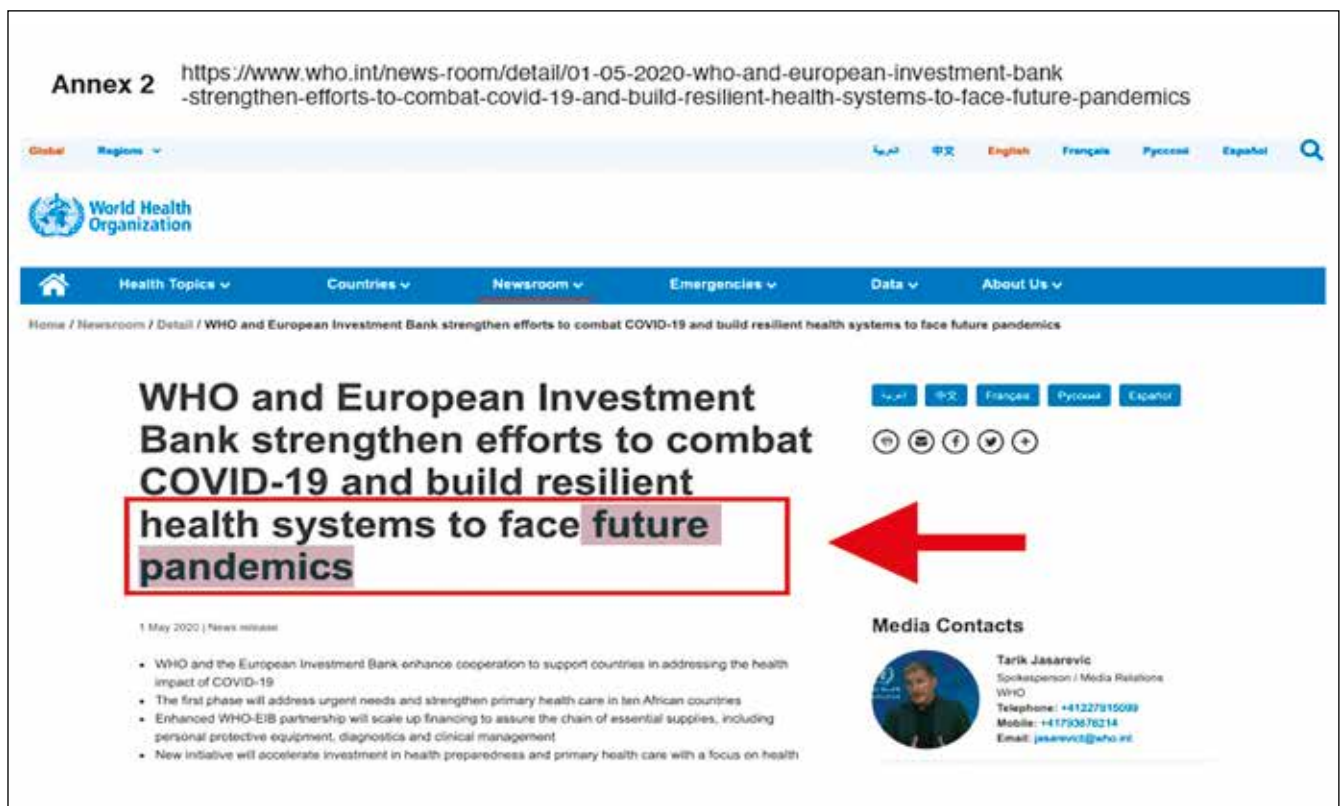 Annex 2
https://www.who.int/news-room/detail/01-05-2020-who-and-european-investment-bank
-strengthen-efforts-to-combat-covid-19-and-build-resilient-health-systems-to-face-future-pandemics
Global Regions
العربية 中文 English Français Русский Español
World Health
Organization
Health Topics Countries Newsroom Emergencies Data About Us
Home / Newsroom / Detail / WHO and European Investment Bank strengthen efforts to combat COVID-19 and build resilient health systems to face future pandemics
WHO and European Investment
Bank strengthen efforts to combat
COVID-19 and build resilient
health systems to face future
pandemics
العربية 中文 Français Русский Español
1 May 2020 | News release
• WHO and the European Investment Bank enhance cooperation to support countries in addressing the health
impact of COVID-19
• The first phase will address urgent needs and strengthen primary health care in ten African countries
• Enhanced WHO-EIB partnership will scale up financing to assure the chain of essential supplies, including
personal protective equipment, diagnostics and clinical management
• New initiative will accelerate investment in health preparedness and primary health care with a focus on health
Media Contacts
Tarik Jasarevic
Spokesperson / Media Relations
WHO
Telephone: +41227915099
Mobile: +41793676214
Email: jasarevict@who.int